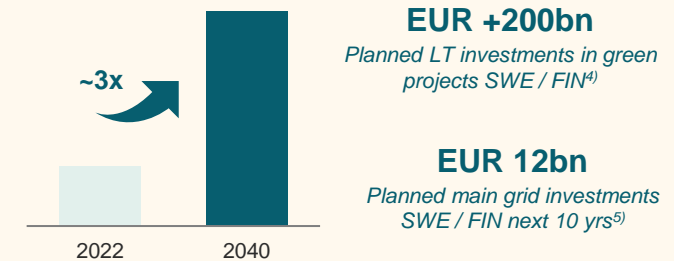 ~3x
2022
2040
EUR +200bn
Planned LT investments in green
projects SWE / FIN4)
EUR 12bn
Planned main grid investments
SWE / FIN next 10 yrs5)